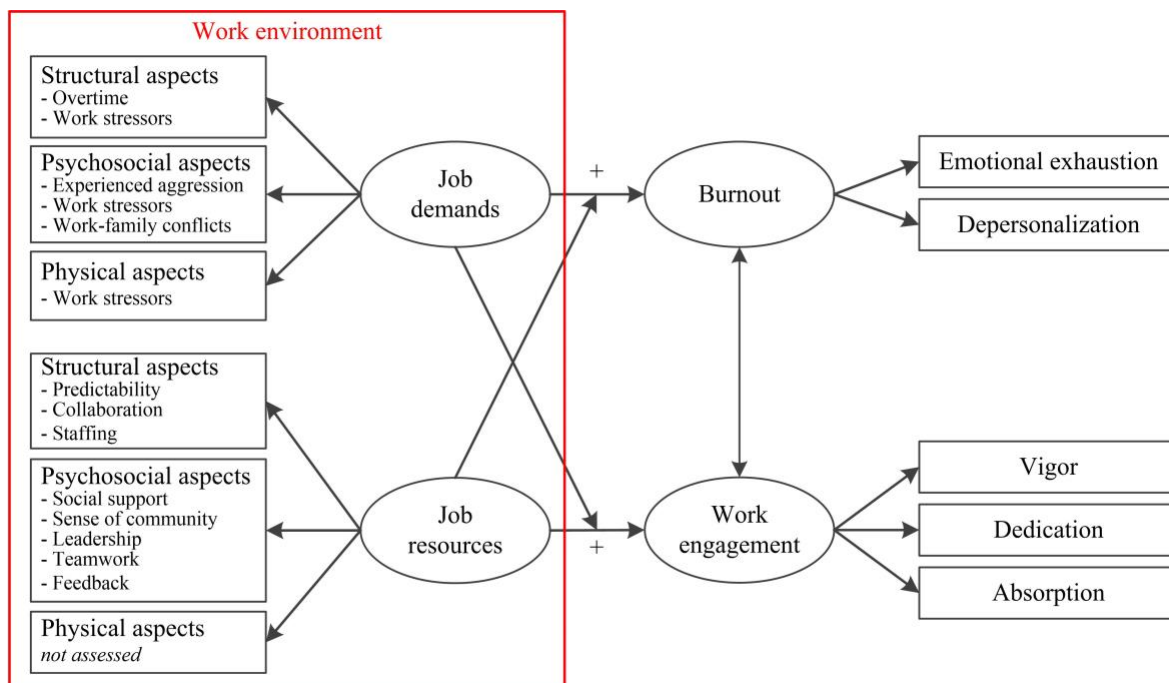 Work environment
Structural aspects
- Overtime
- Work stressors
Psychosocial aspects
- Experienced aggression
- Work stressors
- Work-family conflicts
Physical aspects
- Work stressors
Structural aspects
- Predictability
- Collaboration
- Staffing
Psychosocial aspects
- Social support
- Sense of community
- Leadership
- Teamwork
- Feedback
Physical aspects
not assessed
Job
demands
Job
resources
+
+
Burnout
Work
engagement
Emotional exhaustion
Depersonalization
Vigor
Dedication
Absorption